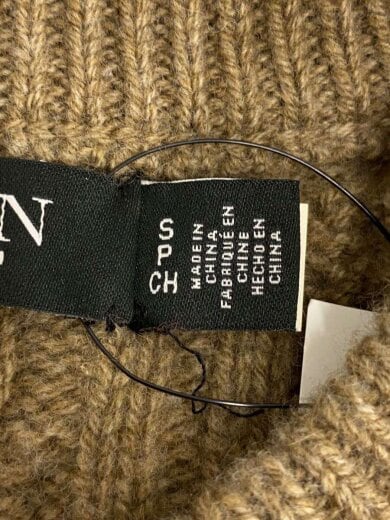 N
S
P
CH
MADE IN
CHINA
FABRIQUÉ EN
CHINE
HECHO EN
CHINA